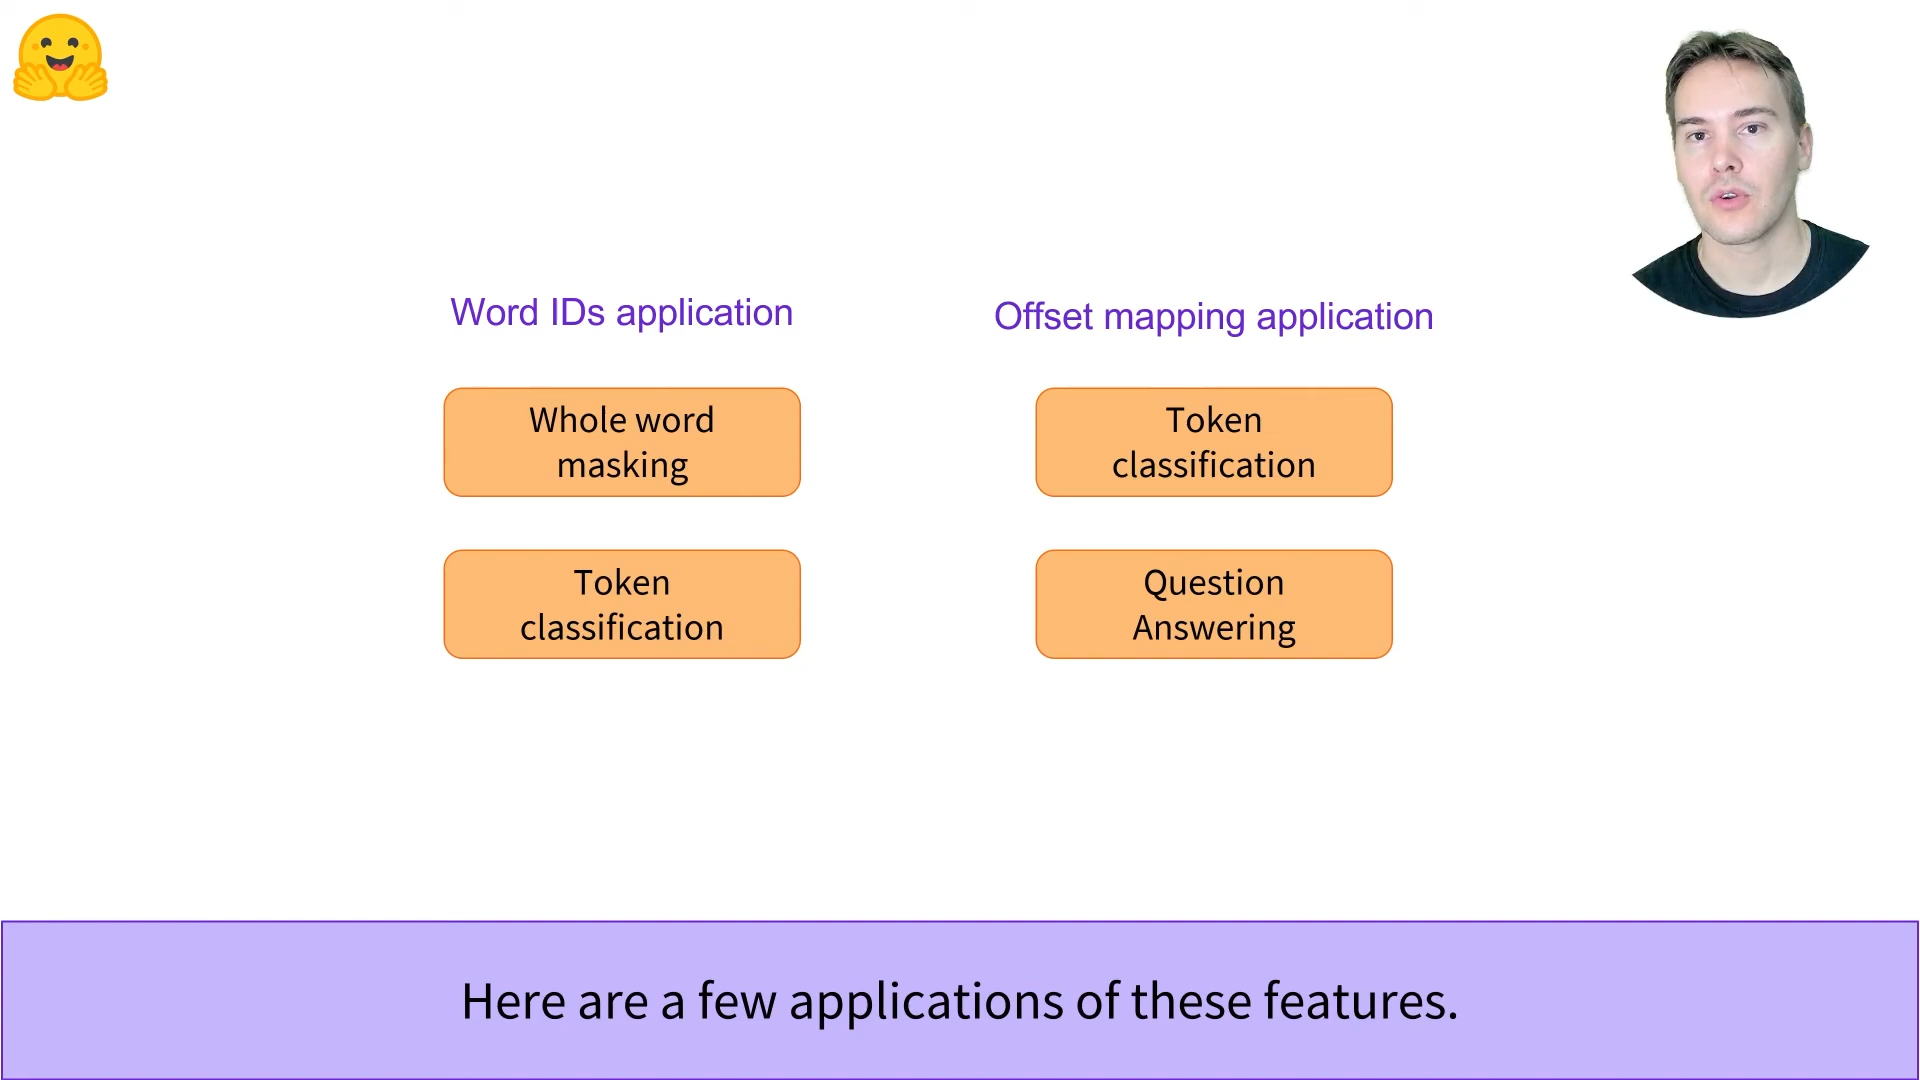 Word IDs application
Whole word
masking
Token
classification
Offset mapping application
Token
classification
Question
Answering
Here are a few applications of these features.